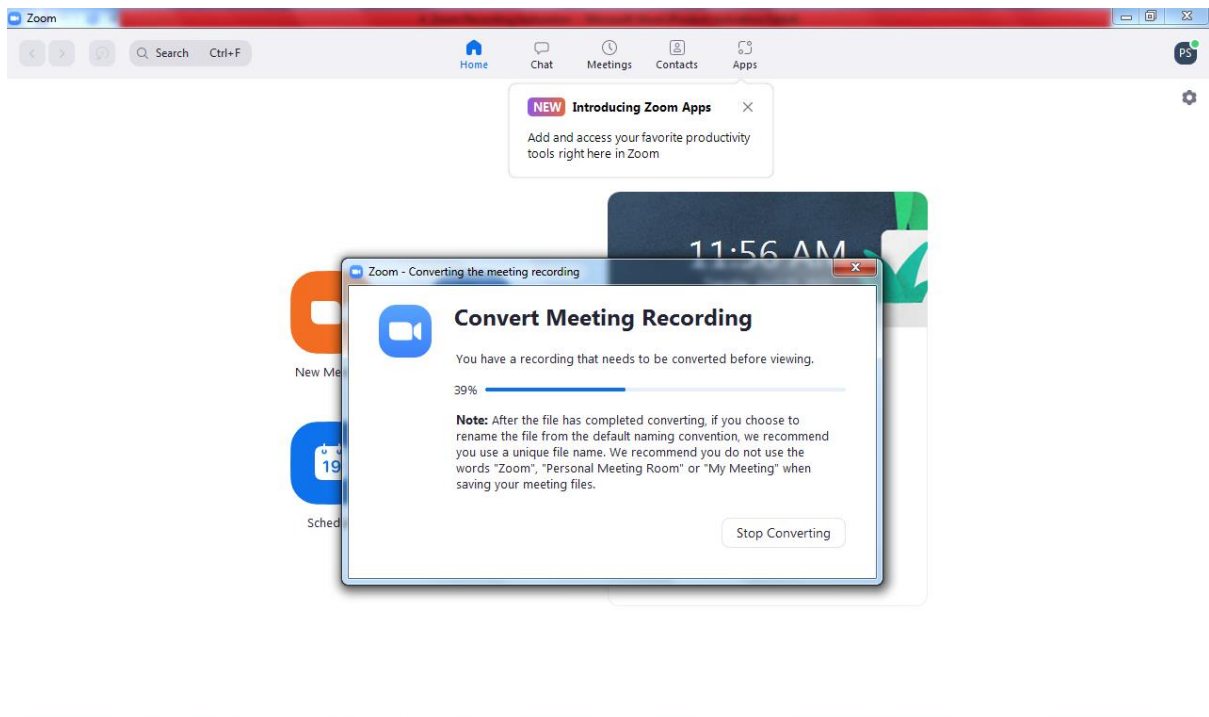 Zoom
Search Ctrl+F
Home
Chat
Meetings
Contacts
Apps
PS
NEW Introducing Zoom Apps
Add and access your favorite productivity
tools right here in Zoom
11:56 AM
Zoom - Converting the meeting recording
Convert Meeting Recording
You have a recording that needs to be converted before viewing.
39%
Note: After the file has completed converting, if you choose to
rename the file from the default naming convention, we recommend
you use a unique file name. We recommend you do not use the
words "Zoom", "Personal Meeting Room" or "My Meeting" when
saving your meeting files.
Stop Converting
New Me
19
Sched